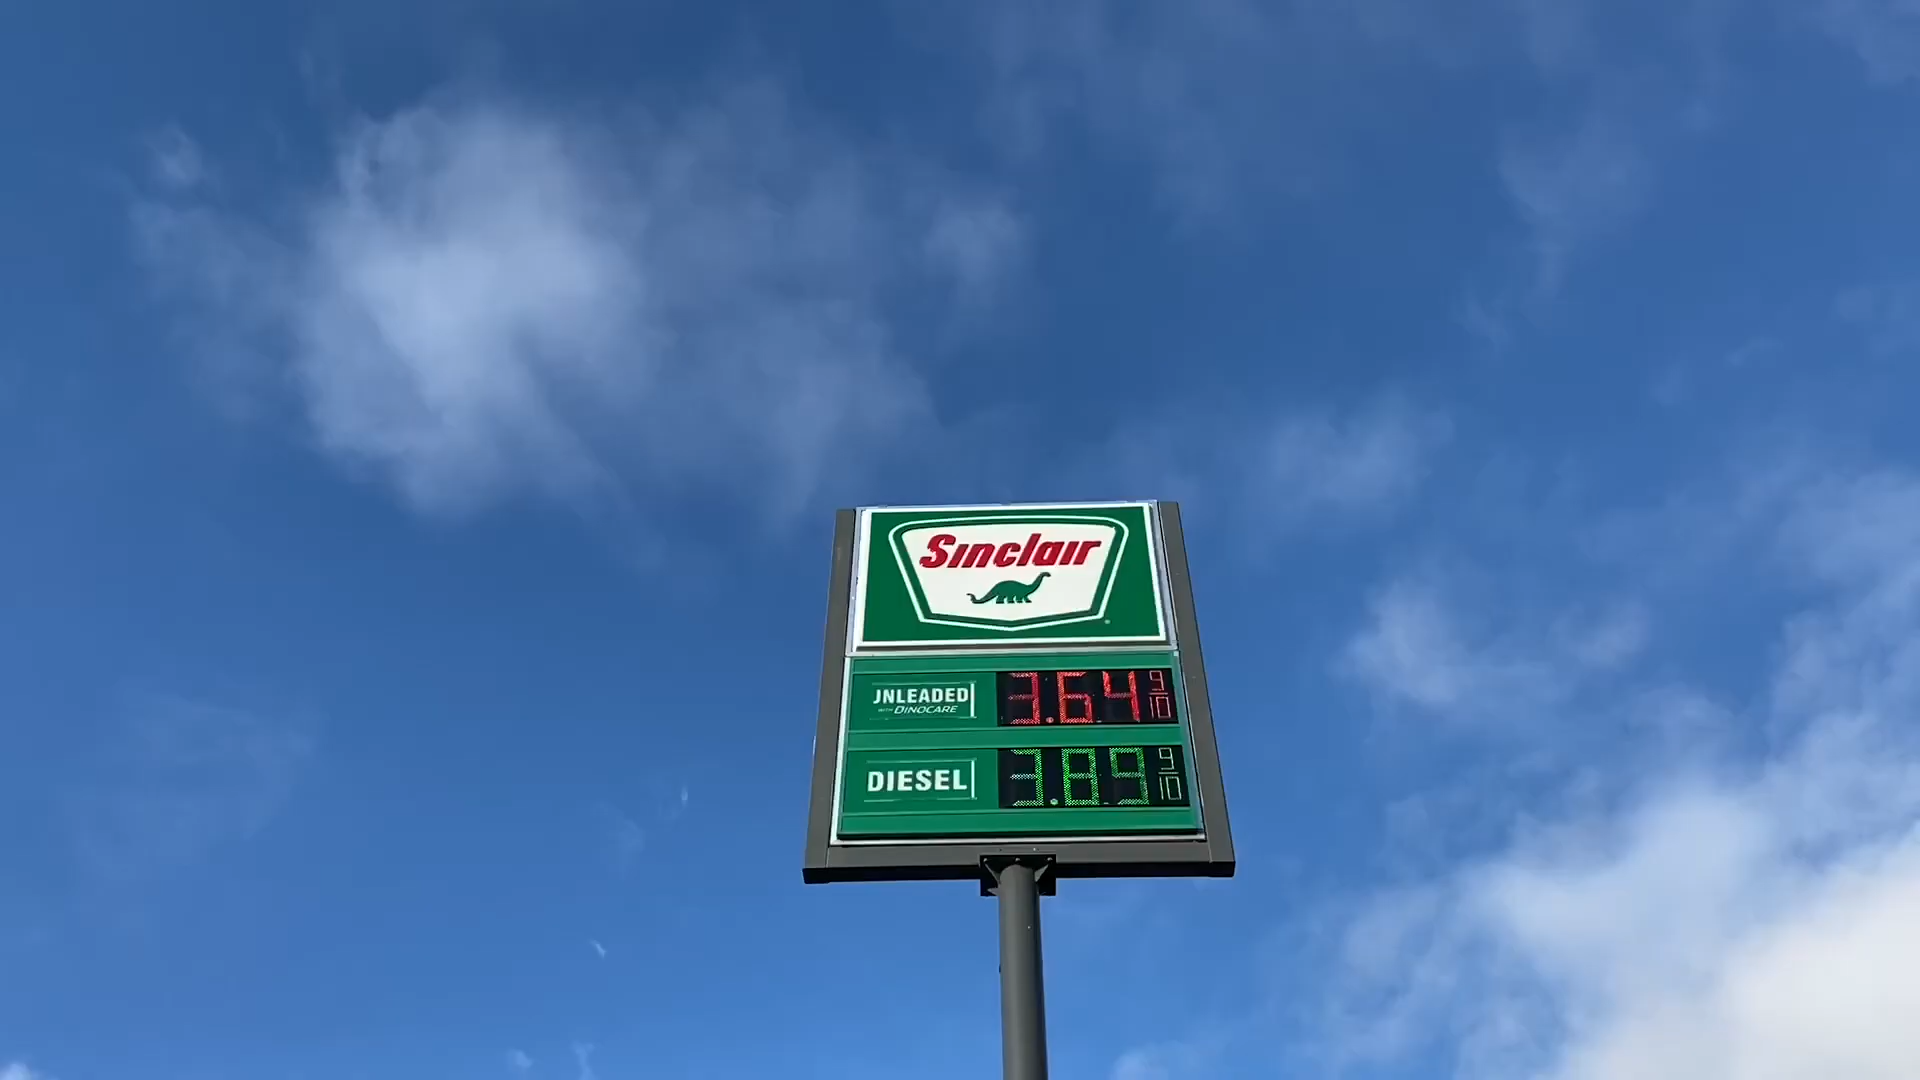 Sinclair
UNLEADED 3.64 9/10
WITH DINOCARE
DIESEL 3.89 9/10